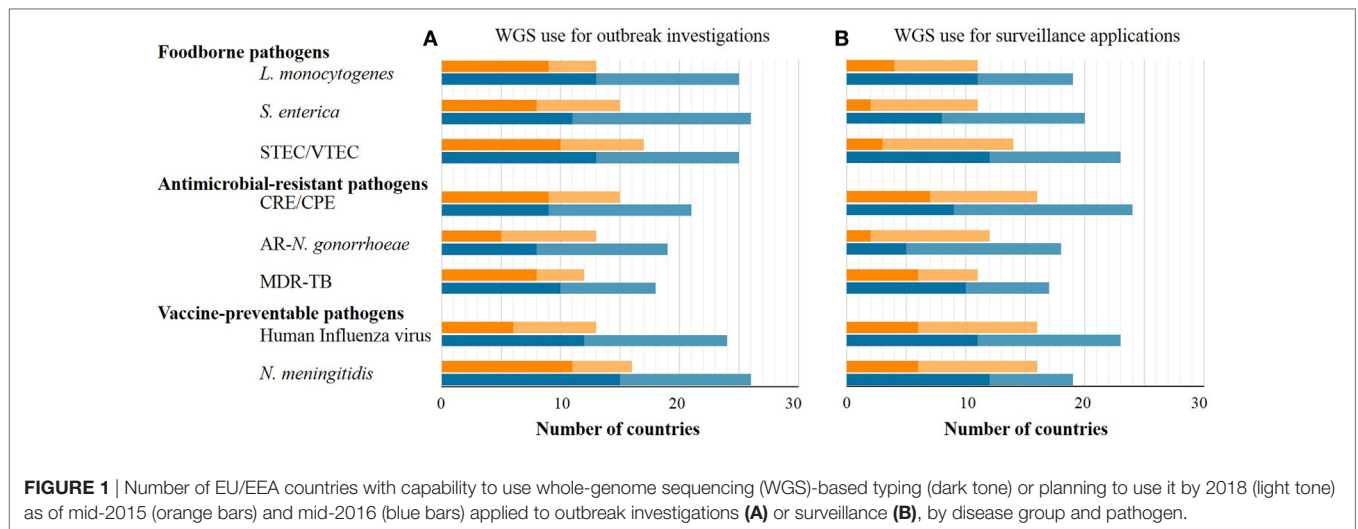 A WGS use for outbreak investigations
B WGS use for surveillance applications
Foodborne pathogens
L. monocytogenes
S. enterica
STEC/VTEC
Antimicrobial-resistant pathogens
CRE/CPE
AR-N. gonorrhoeae
MDR-TB
Vaccine-preventable pathogens
Human Influenza virus
N. meningitidis
0 10 20 30
0 10 20 30
Number of countries
Number of countries
FIGURE 1 | Number of EU/EEA countries with capability to use whole-genome sequencing (WGS)-based typing (dark tone) or planning to use it by 2018 (light tone)
as of mid-2015 (orange bars) and mid-2016 (blue bars) applied to outbreak investigations (A) or surveillance (B), by disease group and pathogen.